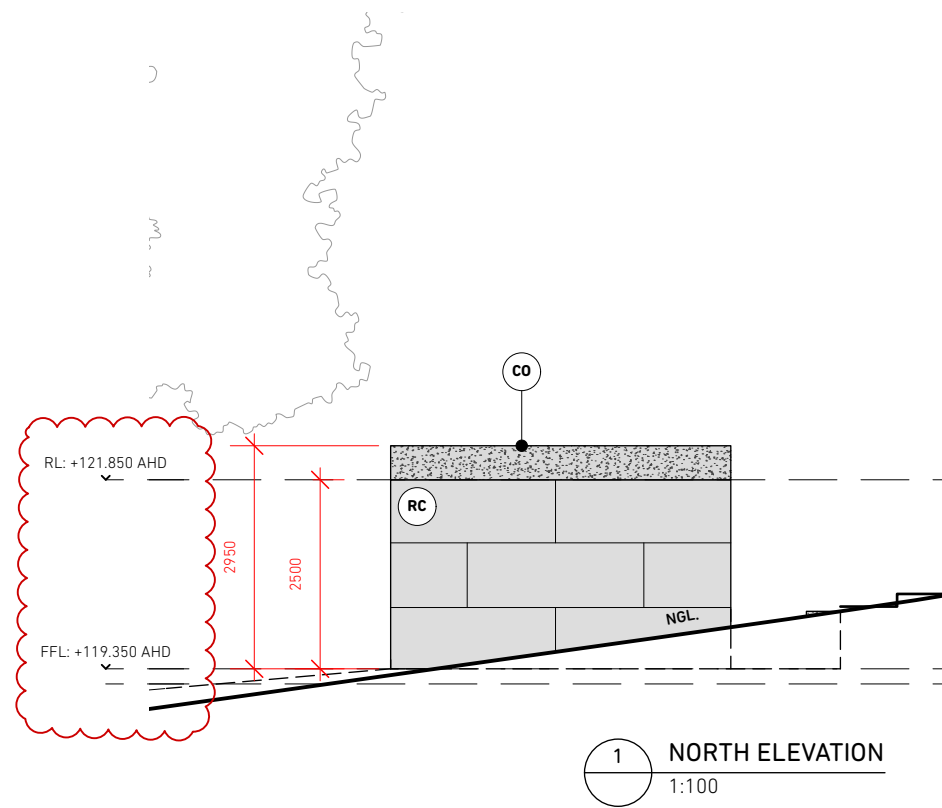 CO
RL: +121.850 AHD
RC
2950
2500
NGL.
FFL: +119.350 AHD
1
NORTH ELEVATION
1:100